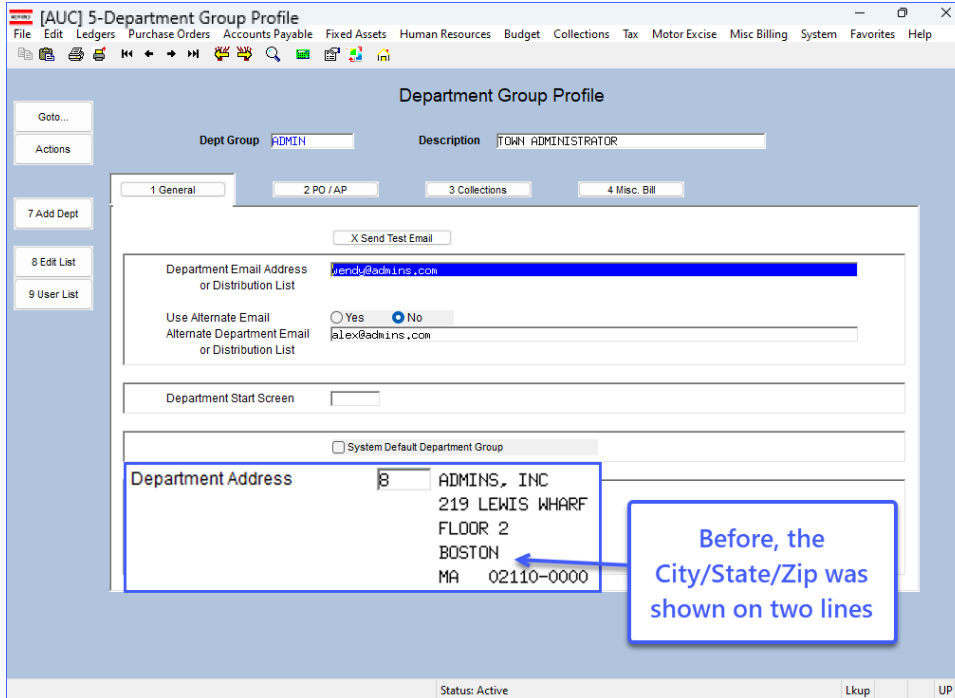 [AUC] 5-Department Group Profile
File Edit Ledgers Purchase Orders Accounts Payable Fixed Assets Human Resources Budget Collections Tax Motor Excise Misc Billing System Favorites Help
Department Group Profile
Goto...
Actions
Dept Group ADMIN Description TOWN ADMINISTRATOR
1 General 2 PO / AP 3 Collections 4 Misc. Bill
7 Add Dept
X Send Test Email
8 Edit List
9 User List
Department Email Address wendy@admins.com
or Distribution List
Use Alternate Email Yes No
Alternate Department Email alex@admins.com
or Distribution List
Department Start Screen
System Default Department Group
Department Address 8 ADMINS, INC
219 LEWIS WHARF
FLOOR 2
BOSTON
MA 02110-0000
Before, the
City/State/Zip was
shown on two lines
Status: Active Lkup UP